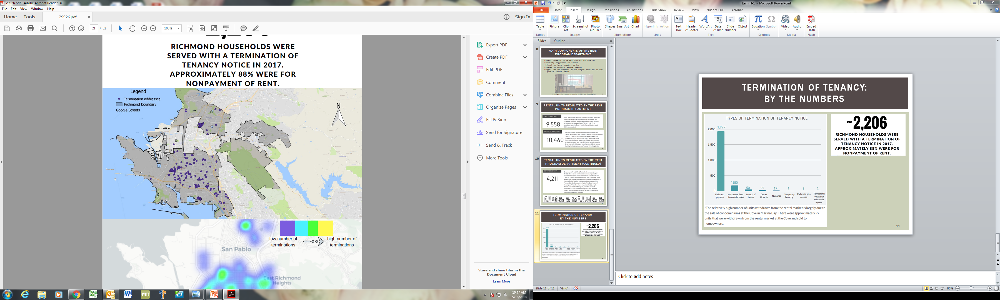 29926.pdf - Adobe Acrobat Reader DC
File Edit View Window Help
Home Tools 29926.pdf × Sign In
21 / 32 100%
RICHMOND HOUSEHOLDS WERE
SERVED WITH A TERMINATION OF
TENANCY NOTICE IN 2017.
APPROXIMATELY 88% WERE FOR
NONPAYMENT OF RENT.
Legend
Termination addresses
Richmond boundary
Google Streets
N
low number of
terminations
high number of
terminations
San Pablo
East Richmond
Heights
Export PDF
Create PDF
Edit PDF
Comment
Combine Files
Organize Pages
Fill & Sign
Send for Signature
Send & Track
More Tools
Store and share files in the
Document Cloud
Learn More
10:47 AM
5/16/2018
Item H-1 - Microsoft PowerPoint
File Home Insert Design Transitions Animations Slide Show Review View Nuance PDF Acrobat
Table
Picture
Clip
Art
Screenshot
Photo
Album
Shapes
SmartArt
Chart
Hyperlink
Action
Text
Box
Header
& Footer
WordArt
Date
& Time
Slide
Number
Object
Equation
Symbol
Video
Audio
Embed
Flash
Tables Images Illustrations Links Text Symbols Media Flash
Slides Outline
8
MAIN COMPONENTS OF THE RENT
PROGRAM DEPARTMENT
9
RENTAL UNITS REGULATED BY THE RENT
PROGRAM DEPARTMENT
9,558
10,460
10
RENTAL UNITS REGULATED BY THE RENT
PROGRAM DEPARTMENT (CONTINUED)
4,211
11
TERMINATION OF TENANCY:
BY THE NUMBERS
~2,206
TERMINATION OF TENANCY:
BY THE NUMBERS
TYPES OF TERMINATION OF TENANCY NOTICE
2,000
1,500
1,000
500
0
1,929
*180
50
25
17
1
3
1
Failure to
pay rent
Withdrawal from
the rental market
Breach of
Lease
Owner
Move In
Nuisance
Temporary
Tenancy
Failure to give
access
Temporarily
vacate for
substantial
repairs
*The relatively high number of units withdrawn from the rental market is largely due to
the sale of condominiums at the Cove in Marina Bay. There were approximately 97
units that were withdrawn from the rental market at the Cove and sold to
homeowners.
~2,206
RICHMOND HOUSEHOLDS WERE
SERVED WITH A TERMINATION OF
TENANCY NOTICE IN 2017.
APPROXIMATELY 88% WERE FOR
NONPAYMENT OF RENT.
11
Click to add notes
Slide 11 of 11 "Grid" 80%